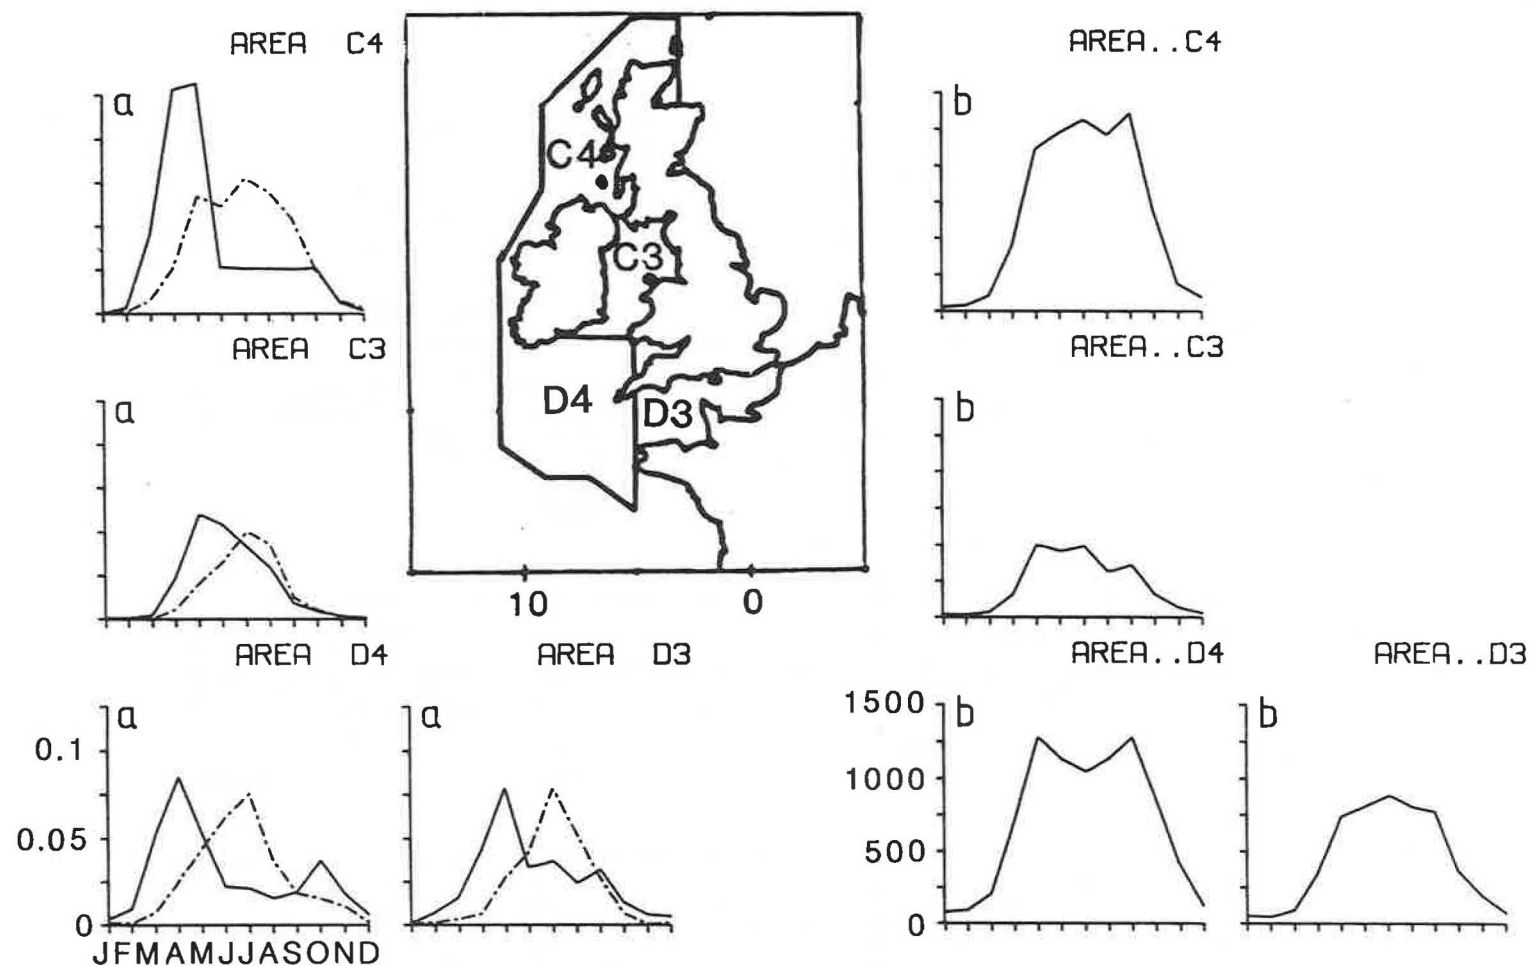 AREA C4
a
AREA C3
a
AREA D4
a
0.1
0.05
0
JFMAMJJASOND
AREA D3
a
C4
C3
D4
D3
10
0
AREA..C4
b
AREA..C3
b
AREA..D4
1500
b
1000
500
0
AREA..D3
b